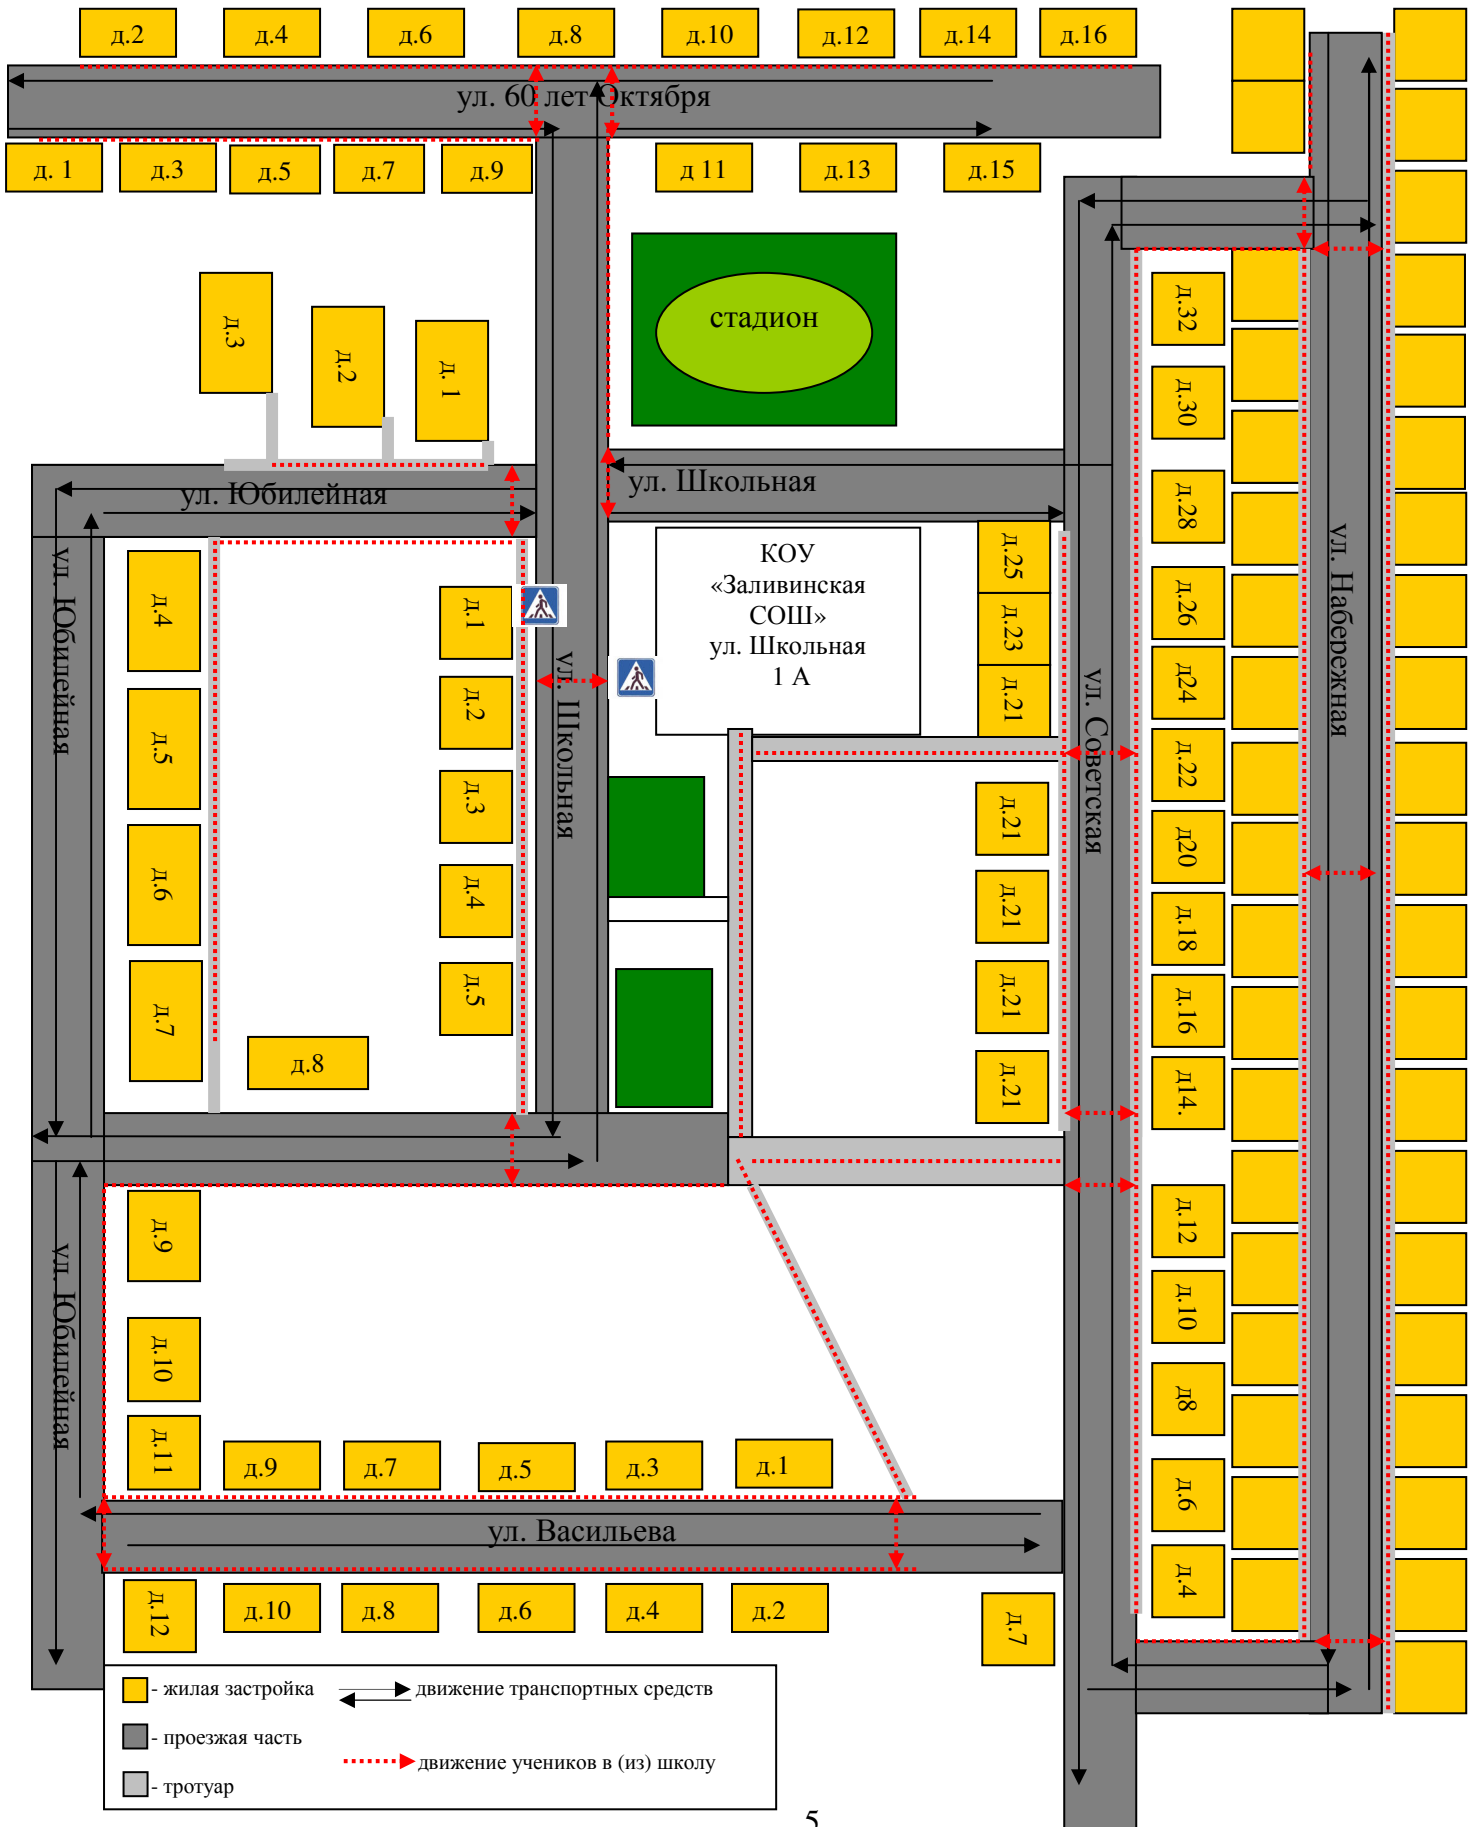 д.2
д.4
д.6
д.8
д.10
д.12
д.14
д.16
ул. 60 лет Октября
д. 1
д.3
д.5
д.7
д.9
д 11
д.13
д.15
стадион
д.3
д.2
д. 1
ул. Юбилейная
ул. Школьная
ул. Юбилейная
д.4
д.5
д.6
д.7
д.8
д.1
д.2
д.3
д.4
д.5
ул. Школьная
КОУ
«Заливинская
СОШ»
ул. Школьная
1 А
д.25
д.23
д.21
д.21
д.21
д.21
д.21
ул. Советская
д.32
д.30
д.28
д.26
д24
д.22
д20
д.18
д.16
д14.
д.12
д.10
д8
д.6
д.4
ул. Набережная
ул. Юбилейная
д.9
д.10
д.11
д.9
д.7
д.5
д.3
д.1
ул. Васильева
д.12
д.10
д.8
д.6
д.4
д.2
д.7
- жилая застройка
движение транспортных средств
- проезжая часть
движение учеников в (из) школу
- тротуар
5